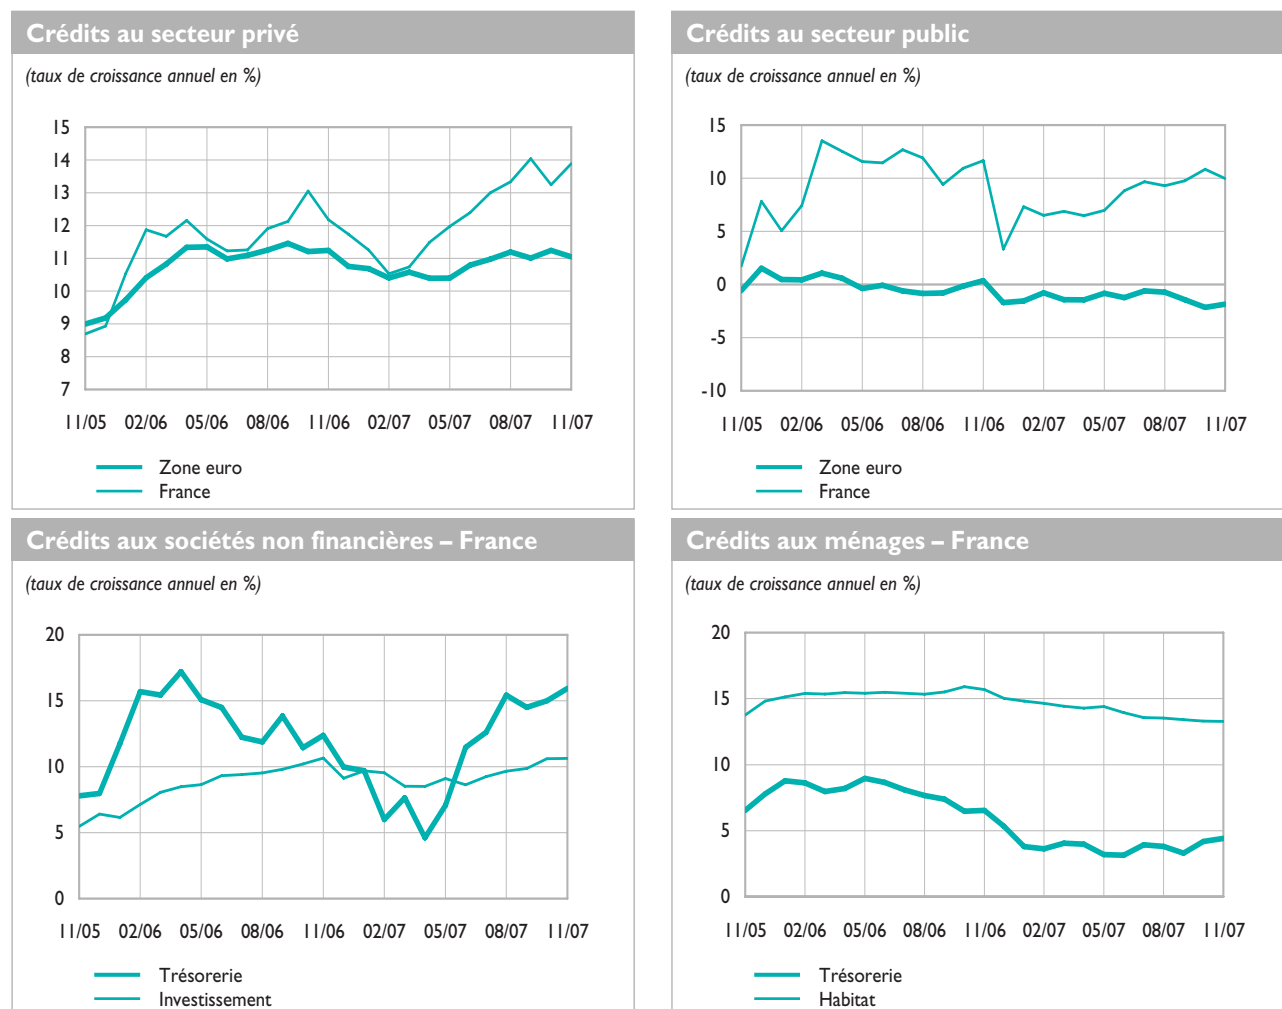 Crédits au secteur privé
(taux de croissance annuel en %)
15
14
13
12
11
10
9
8
7
11/05 02/06 05/06 08/06 11/06 02/07 05/07 08/07 11/07
Zone euro
France
Crédits au secteur public
(taux de croissance annuel en %)
15
10
5
0
-5
-10
11/05 02/06 05/06 08/06 11/06 02/07 05/07 08/07 11/07
Zone euro
France
Crédits aux sociétés non financières – France
(taux de croissance annuel en %)
20
15
10
5
0
11/05 02/06 05/06 08/06 11/06 02/07 05/07 08/07 11/07
Trésorerie
Investissement
Crédits aux ménages – France
(taux de croissance annuel en %)
20
15
10
5
0
11/05 02/06 05/06 08/06 11/06 02/07 05/07 08/07 11/07
Trésorerie
Habitat